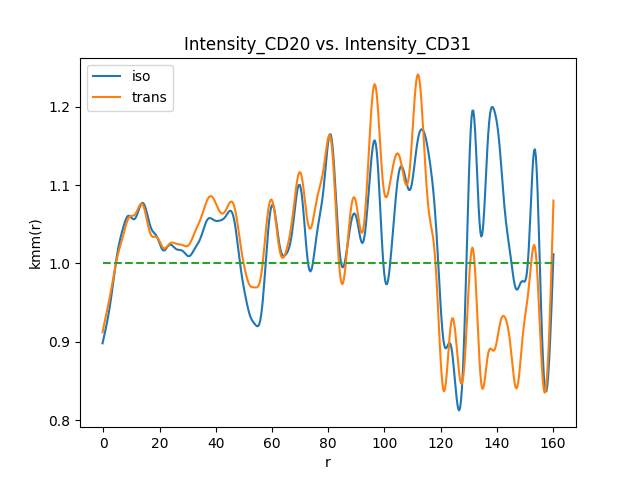 Intensity_CD20 vs. Intensity_CD31
iso
trans
kmm(r)
1.2
1.1
1.0
0.9
0.8
0 20 40 60 80 100 120 140 160
r